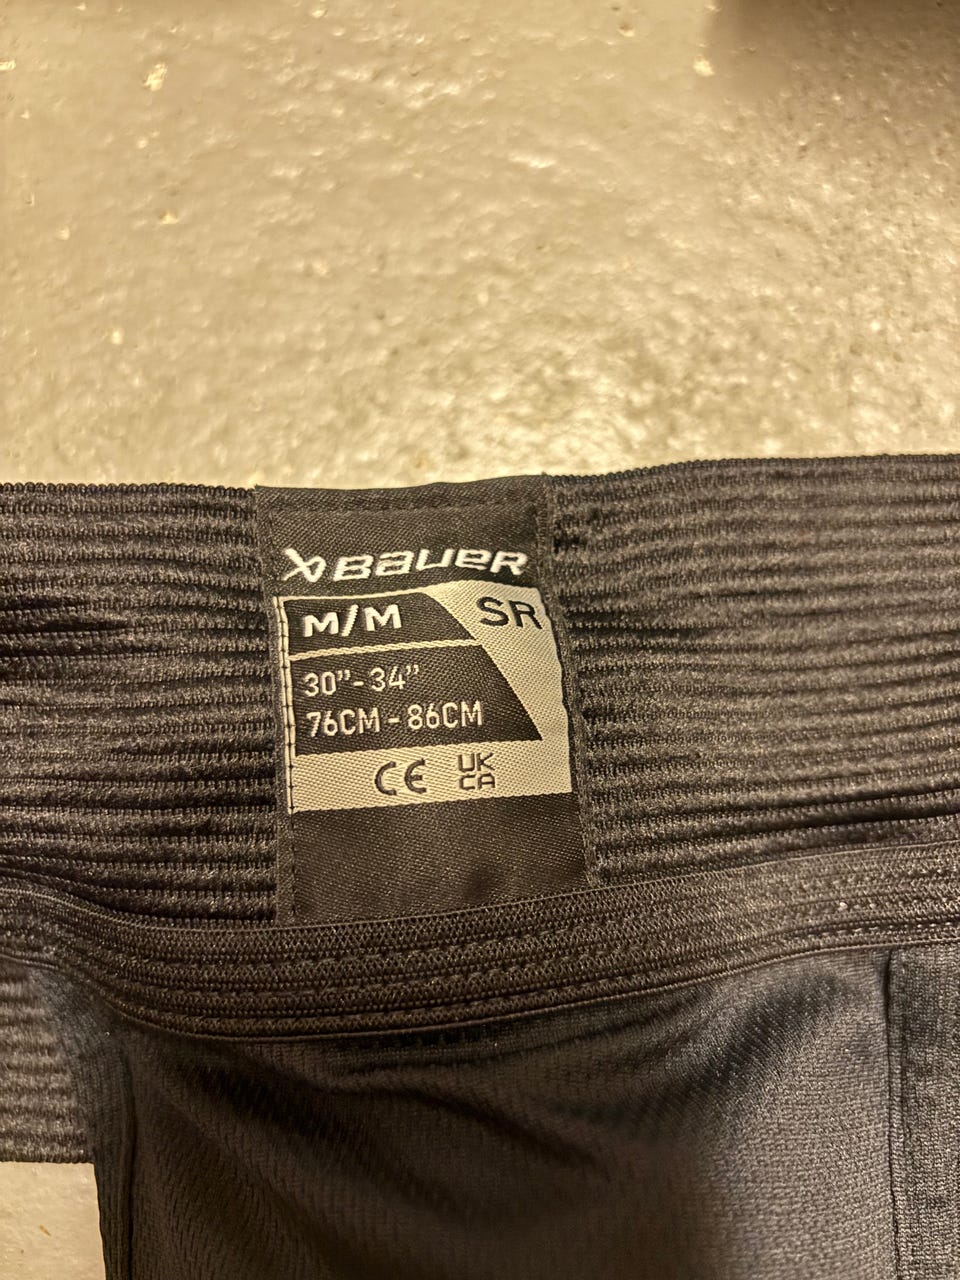 BAUER
M/M SR
30"-34"
76CM - 86CM
CE UK
CA